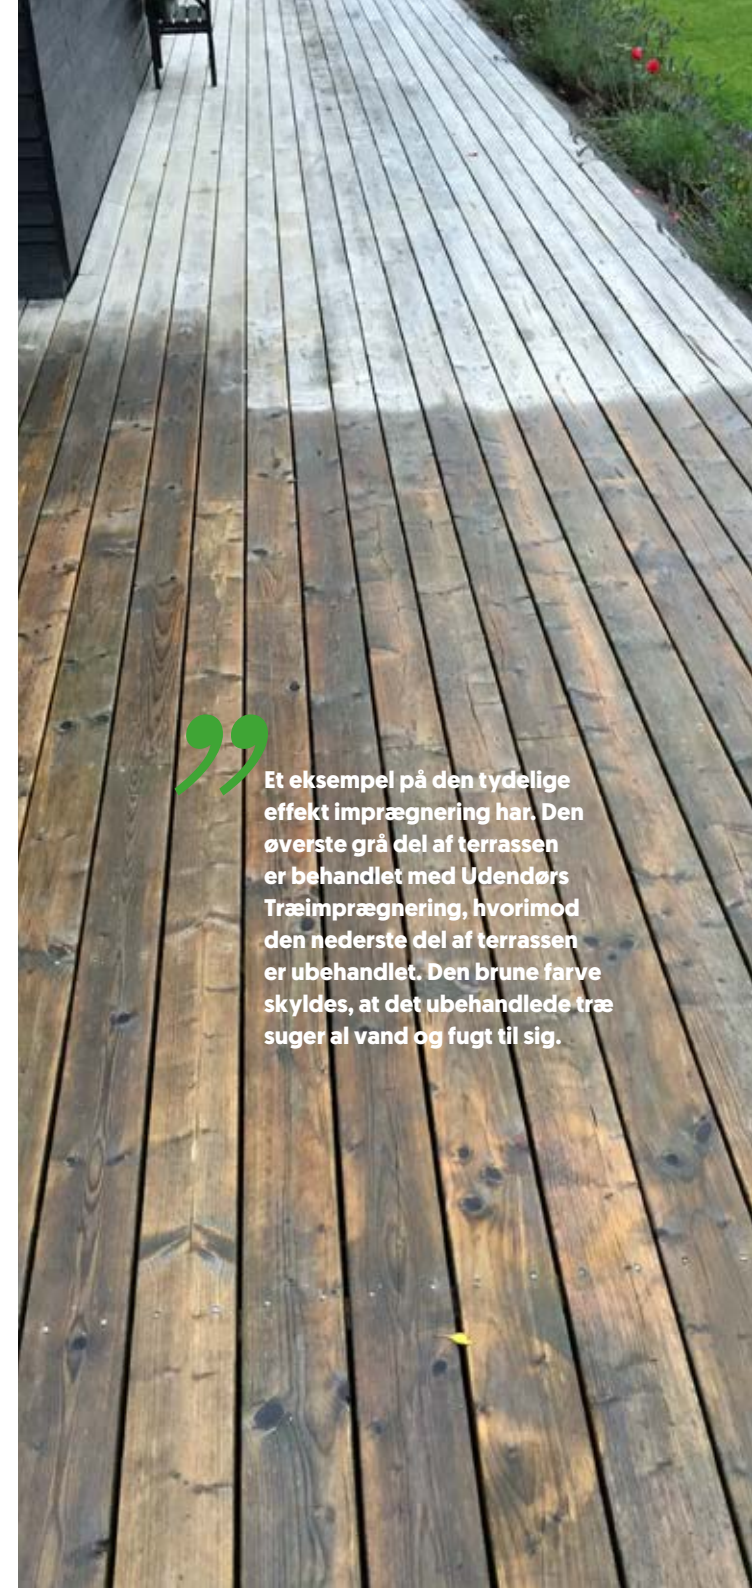 Et eksempel på den tydelige
effekt imprægnering har. Den
øverste grå del af terrassen
er behandlet med Udendørs
Træimprægnering, hvorimod
den nederste del af terrassen
er ubehandlet. Den brune farve
skyldes, at det ubehandlede træ
suger al vand og fugt til sig.